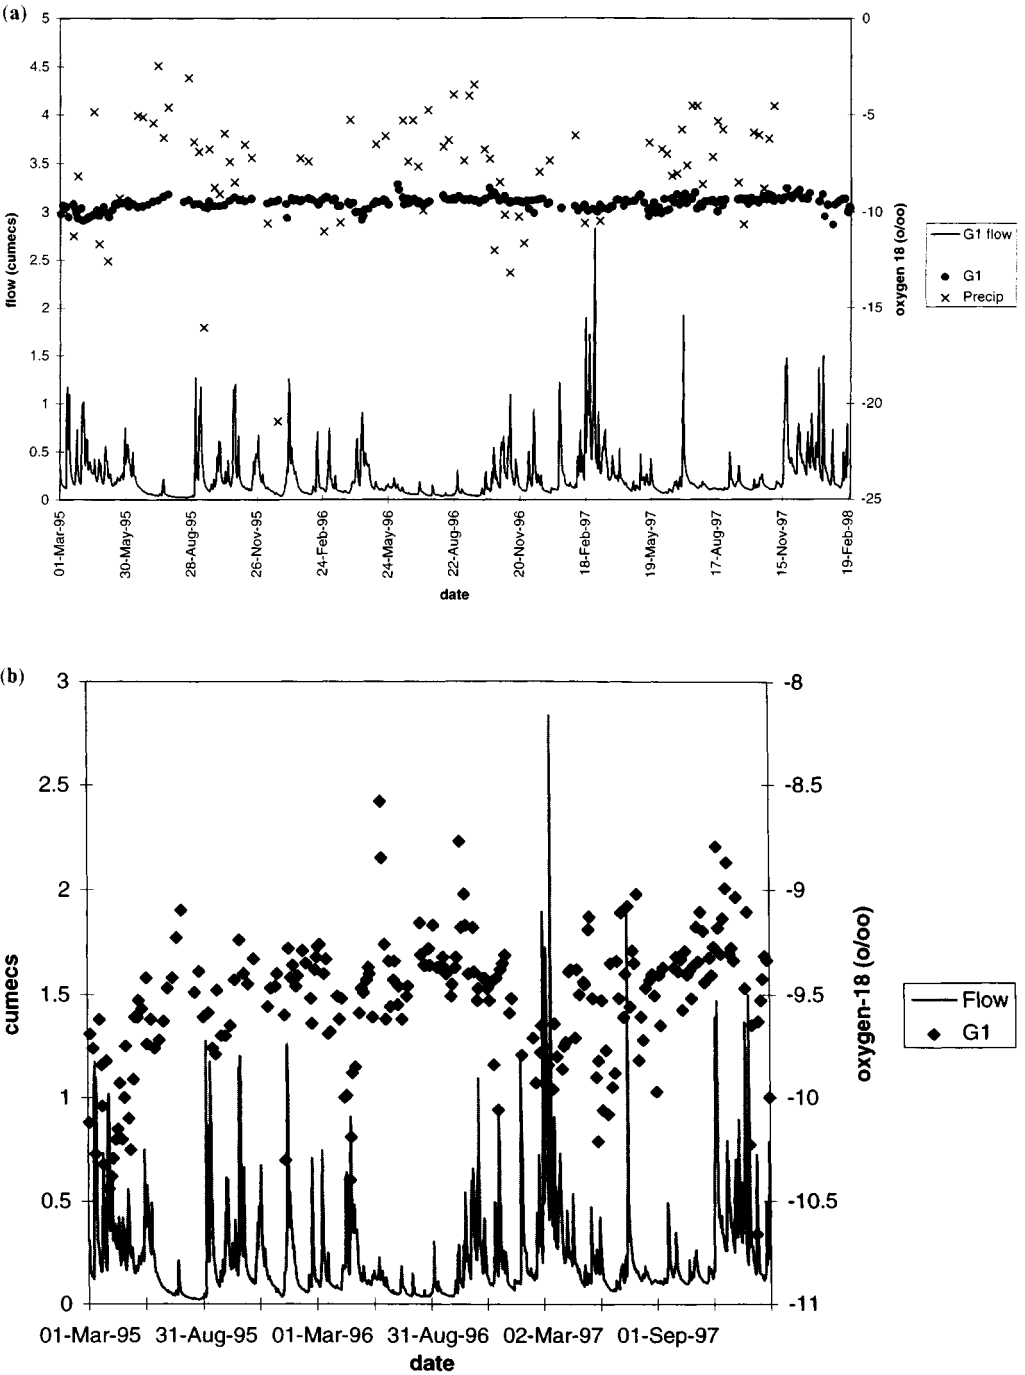 (a)
5
4.5
4
3.5
3
2.5
2
1.5
1
0.5
0
flow (cumecs)
0
-5
-10
-15
-20
-25
oxygen 18 (o/oo)
01-Mar-95
30-May-95
28-Aug-95
26-Nov-95
24-Feb-96
24-May-96
22-Aug-96
20-Nov-96
18-Feb-97
19-May-97
17-Aug-97
15-Nov-97
19-Feb-98
date
G1 flow
G1
Precip
(b)
3
2.5
2
1.5
1
0.5
0
cumecs
-8
-8.5
-9
-9.5
-10
-10.5
-11
oxygen-18 (o/oo)
01-Mar-95 31-Aug-95 01-Mar-96 31-Aug-96 02-Mar-97 01-Sep-97
date
Flow
G1